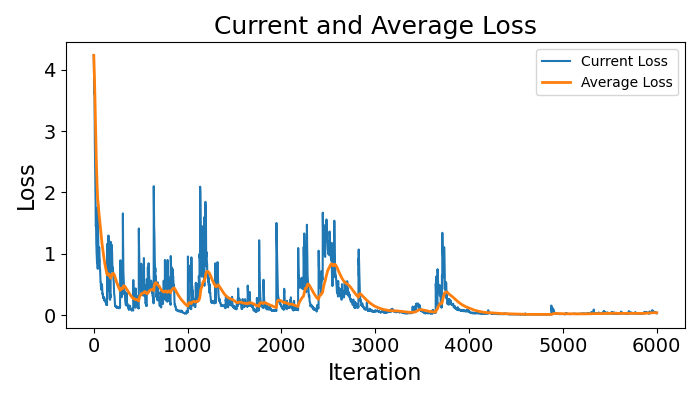 Current and Average Loss
Current Loss
Average Loss
Loss
4
3
2
1
0
0 1000 2000 3000 4000 5000 6000
Iteration